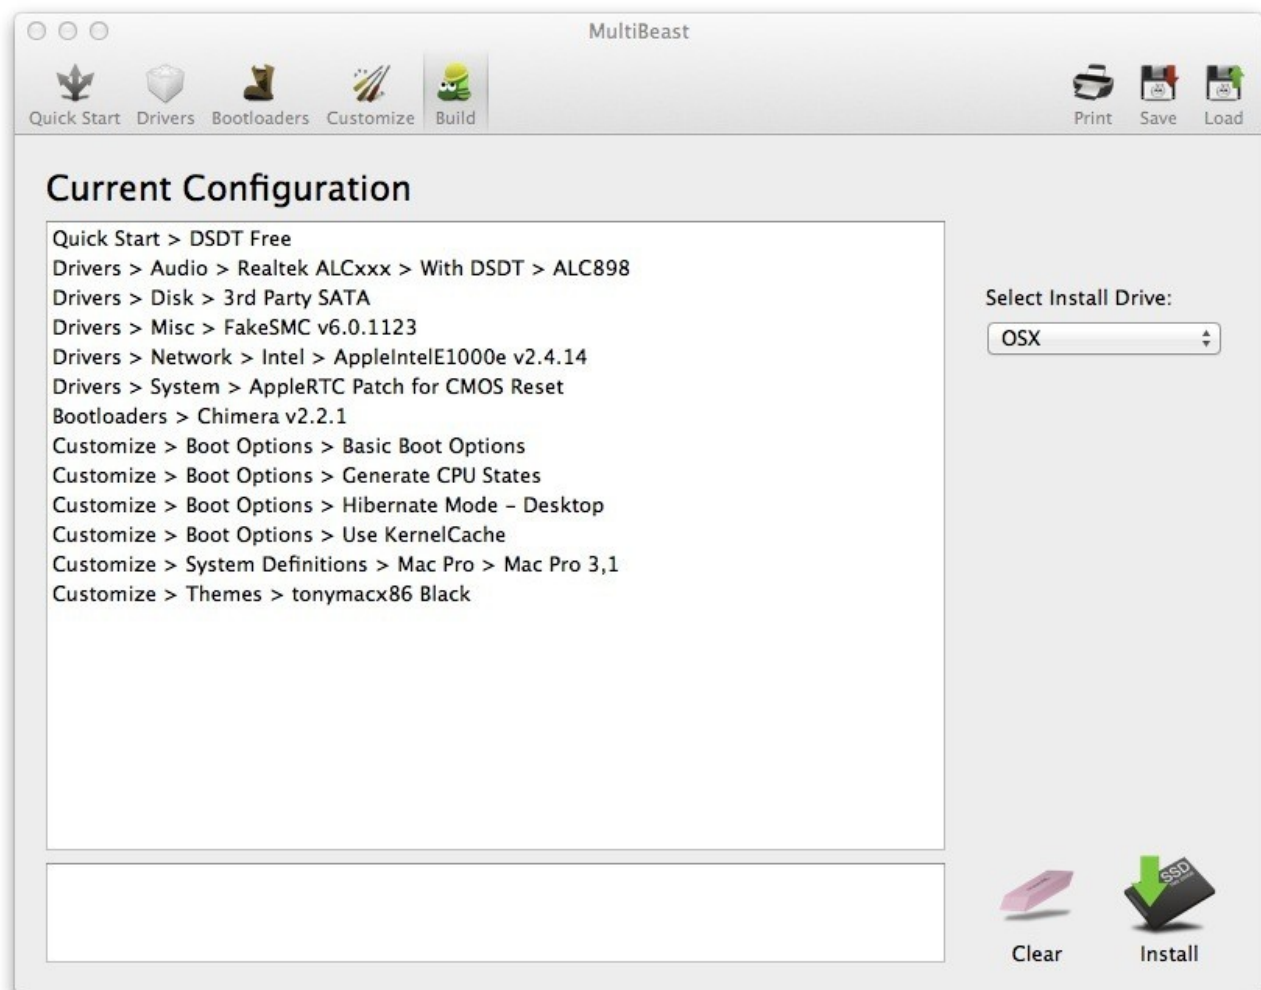 MultiBeast
Quick Start Drivers Bootloaders Customize Build Print Save Load
Current Configuration
Quick Start > DSDT Free
Drivers > Audio > Realtek ALCxxx > With DSDT > ALC898
Drivers > Disk > 3rd Party SATA
Drivers > Misc > FakeSMC v6.0.1123
Drivers > Network > Intel > AppleIntelE1000e v2.4.14
Drivers > System > AppleRTC Patch for CMOS Reset
Bootloaders > Chimera v2.2.1
Customize > Boot Options > Basic Boot Options
Customize > Boot Options > Generate CPU States
Customize > Boot Options > Hibernate Mode – Desktop
Customize > Boot Options > Use KernelCache
Customize > System Definitions > Mac Pro > Mac Pro 3,1
Customize > Themes > tonymacx86 Black
Select Install Drive:
OSX
SSD
Clear Install